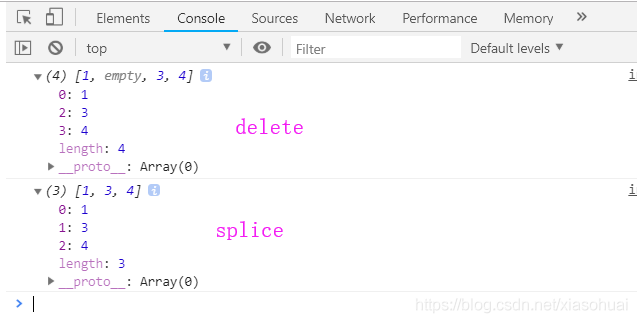 Elements Console Sources Network Performance Memory »
top Filter Default levels
(4) [1, empty, 3, 4] i
0: 1
2: 3
3: 4
delete
length: 4
__proto__: Array(0)
(3) [1, 3, 4] i
0: 1
1: 3
2: 4
splice
length: 3
__proto__: Array(0)
>
https://blog.csdn.net/xiasohuai